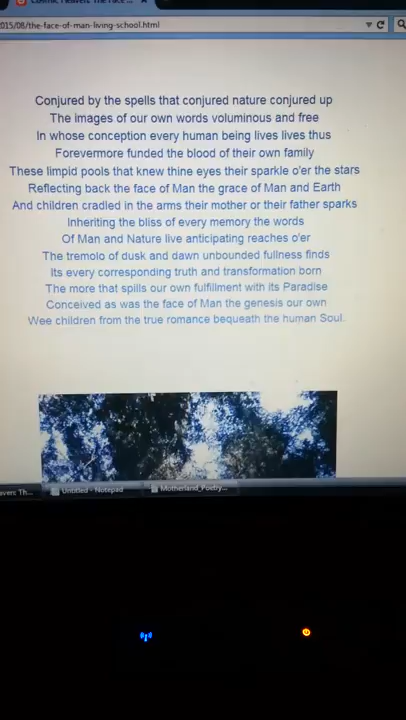 2015/08/the-face-of-man-living-school.html
Conjured by the spells that conjured nature conjured up
The images of our own words voluminous and free
In whose conception every human being lives lives thus
Forevermore funded the blood of their own family
These limpid pools that knew thine eyes their sparkle o'er the stars
Reflecting back the face of Man the grace of Man and Earth
And children cradled in the arms their mother or their father sparks
Inheriting the bliss of every memory the words
Of Man and Nature live anticipating reaches o'er
The tremolo of dusk and dawn unbounded fullness finds
Its every corresponding truth and transformation born
The more that spills our own fulfillment with its Paradise
Conceived as was the face of Man the genesis our own
Wee children from the true romance bequeath the human Soul.
Untitled - Notepad
Motherland_Poetry...